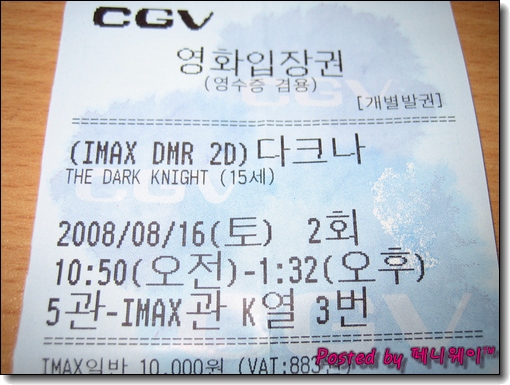 CGV
영화입장권
(영수증 겸용)
[개별발권]
(IMAX DMR 2D)다크나
THE DARK KNIGHT (15세)
2008/08/16(토) 2회
10:50(오전)-1:32(오후)
5관-IMAX관 K열 3번
IMAX일반 10,000원 (VAT:883
Posted by 페니웨이™